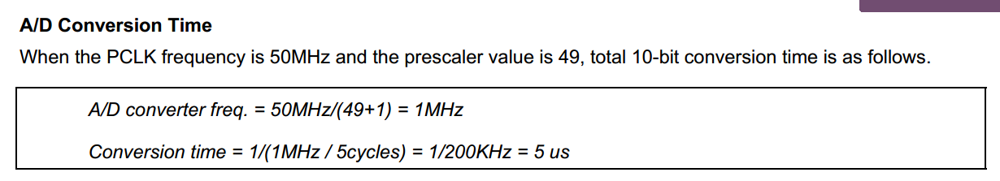 A/D Conversion Time
When the PCLK frequency is 50MHz and the prescaler value is 49, total 10-bit conversion time is as follows.
A/D converter freq. = 50MHz/(49+1) = 1MHz
Conversion time = 1/(1MHz / 5cycles) = 1/200KHz = 5 us